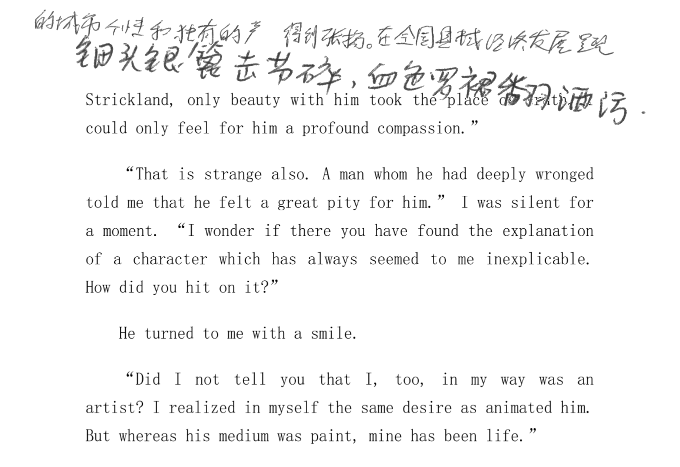 的城市个性和独有的产 得到张扬。在全国县域经济发展呈现
钿头银篦击节碎,血色罗裙翻酒污.
Strickland, only beauty with him took the place
could only feel for him a profound compassion.”
“That is strange also. A man whom he had deeply wronged
told me that he felt a great pity for him.” I was silent for
a moment. “I wonder if there you have found the explanation
of a character which has always seemed to me inexplicable.
How did you hit on it?”
He turned to me with a smile.
“Did I not tell you that I, too, in my way was an
artist? I realized in myself the same desire as animated him.
But whereas his medium was paint, mine has been life.”